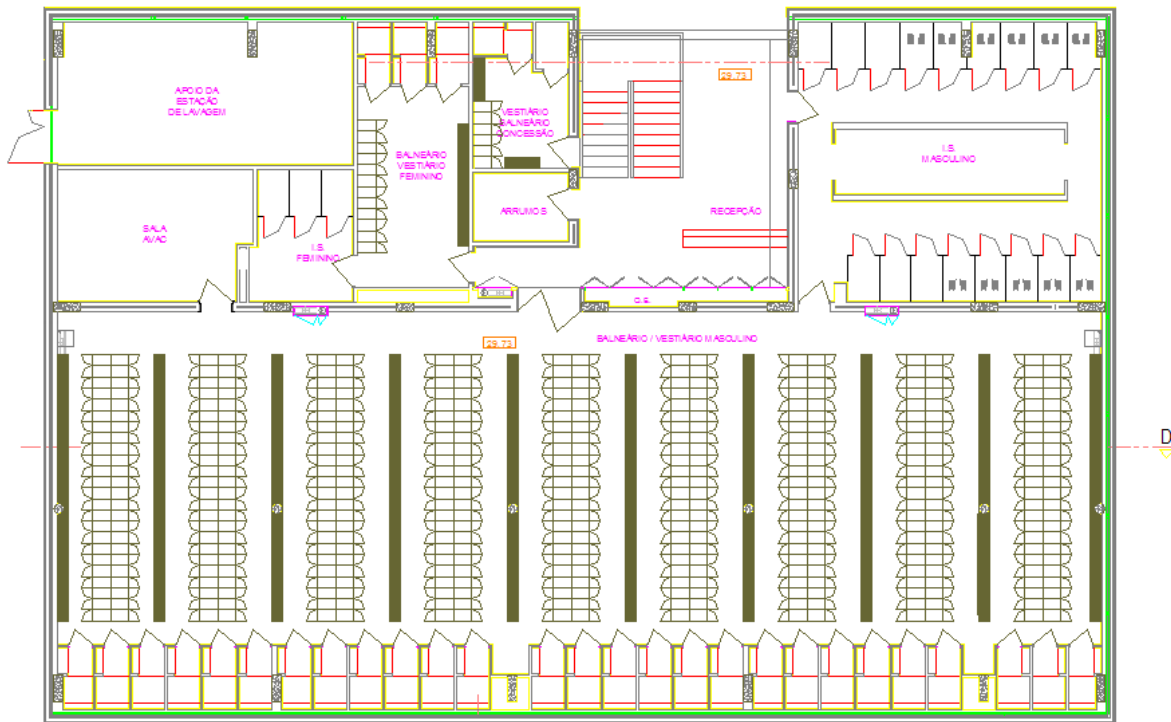 29.73
APOIO DA
ESTAÇÃO
DE LAVAGEM
VESTIÁRIO
BALNEÁRIO
CONCESSÃO
BALNEÁRIO
VESTIÁRIO
FEMININO
I.S.
MASCULINO
ARRUMOS
RECEPÇÃO
SALA
AVAC
I.S.
FEMININO
Q.E.
29.73
BALNEÁRIO / VESTIÁRIO MASCULINO
D